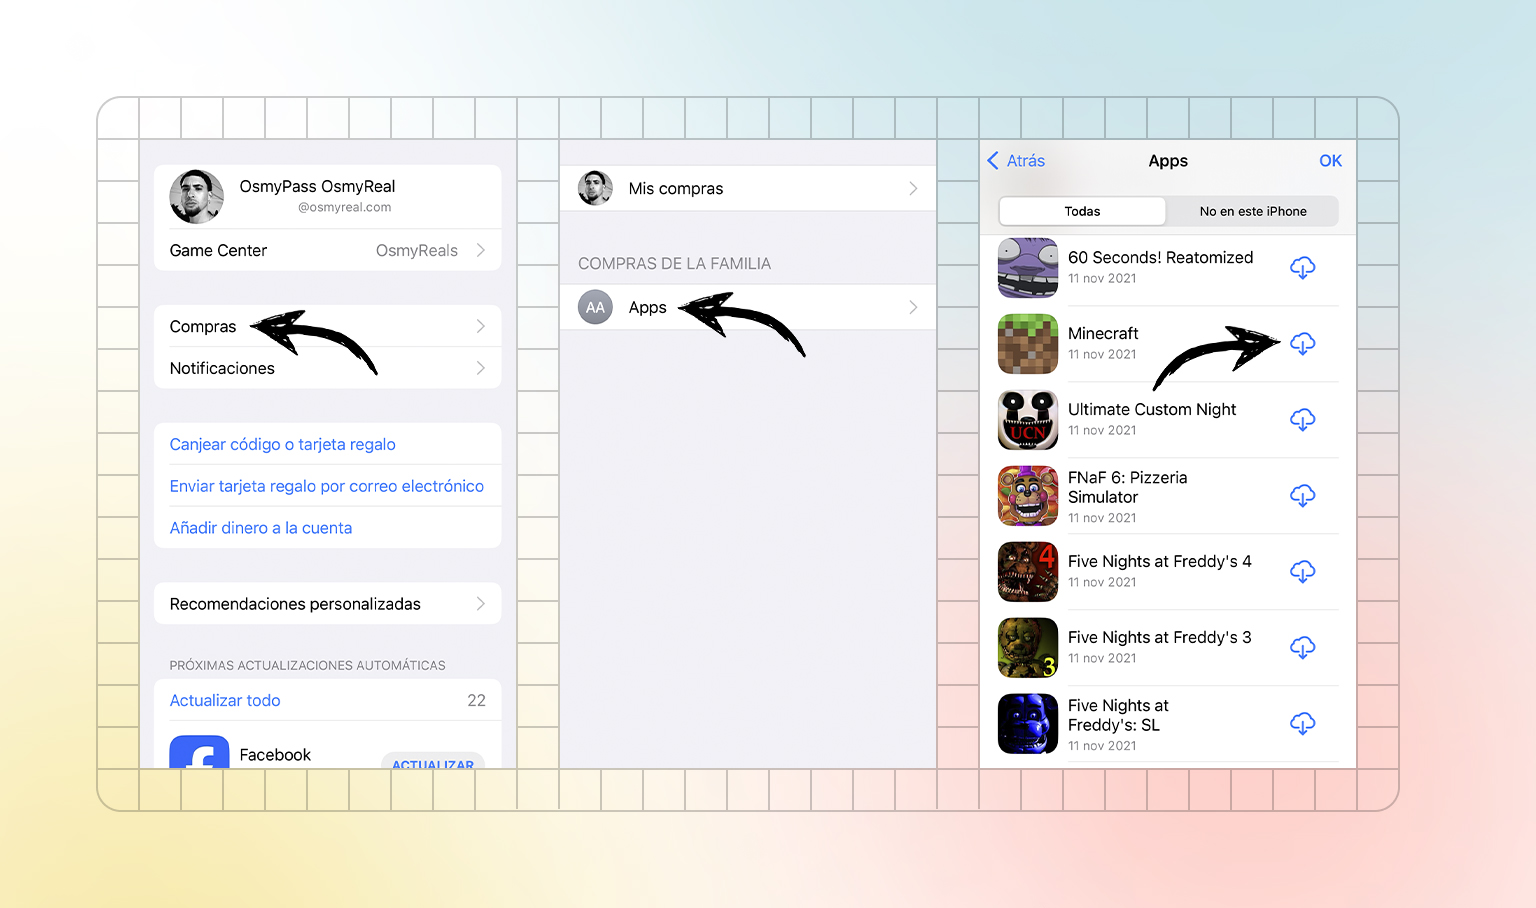 OsmyPass OsmyReal
@osmyreal.com
Game Center
OsmyReals
Compras
Notificaciones
Canjear código o tarjeta regalo
Enviar tarjeta regalo por correo electrónico
Añadir dinero a la cuenta
Recomendaciones personalizadas
PRÓXIMAS ACTUALIZACIONES AUTOMÁTICAS
Actualizar todo
22
Facebook
ACTUALIZAR
Mis compras
COMPRAS DE LA FAMILIA
AA
Apps
Atrás
Apps
OK
Todas
No en este iPhone
60 Seconds! Reatomized
11 nov 2021
Minecraft
11 nov 2021
UCN
Ultimate Custom Night
11 nov 2021
FNaF 6: Pizzeria
Simulator
11 nov 2021
4
Five Nights at Freddy's 4
11 nov 2021
3
Five Nights at Freddy's 3
11 nov 2021
Five Nights at
Freddy's: SL
11 nov 2021